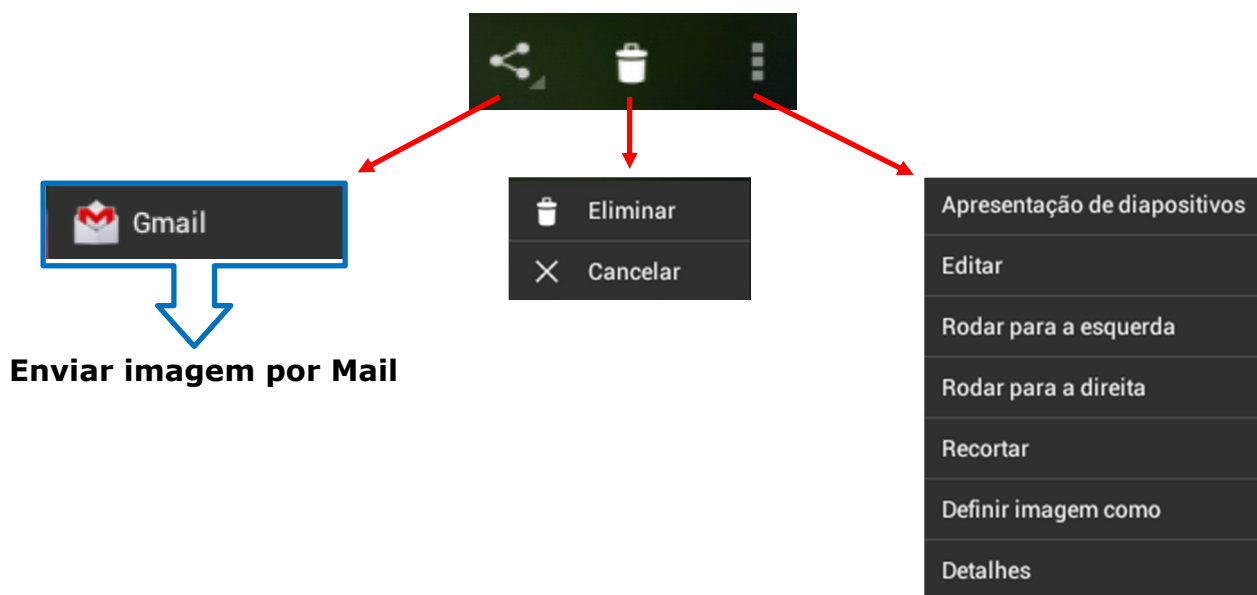 Gmail
Enviar imagem por Mail
Eliminar
Cancelar
Apresentação de diapositivos
Editar
Rodar para a esquerda
Rodar para a direita
Recortar
Definir imagem como
Detalhes